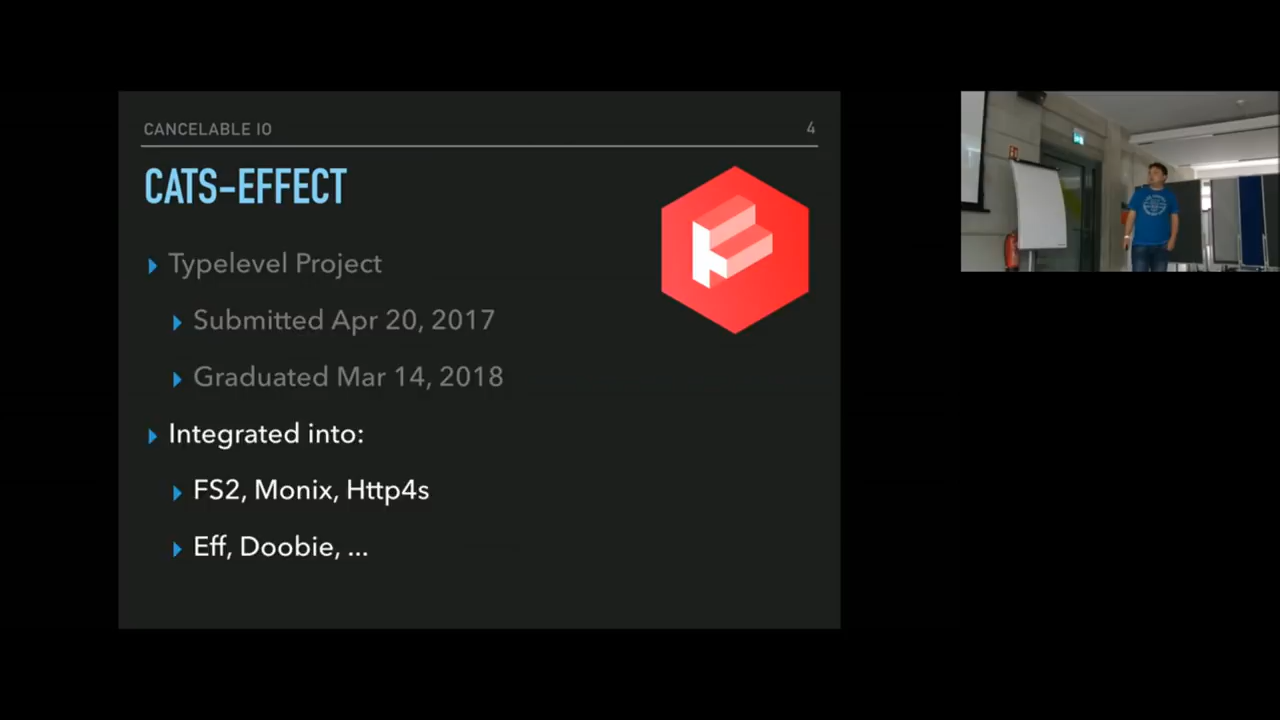 CANCELABLE IO
4
CATS-EFFECT
Typelevel Project
Submitted Apr 20, 2017
Graduated Mar 14, 2018
Integrated into:
FS2, Monix, Http4s
Eff, Doobie, ...